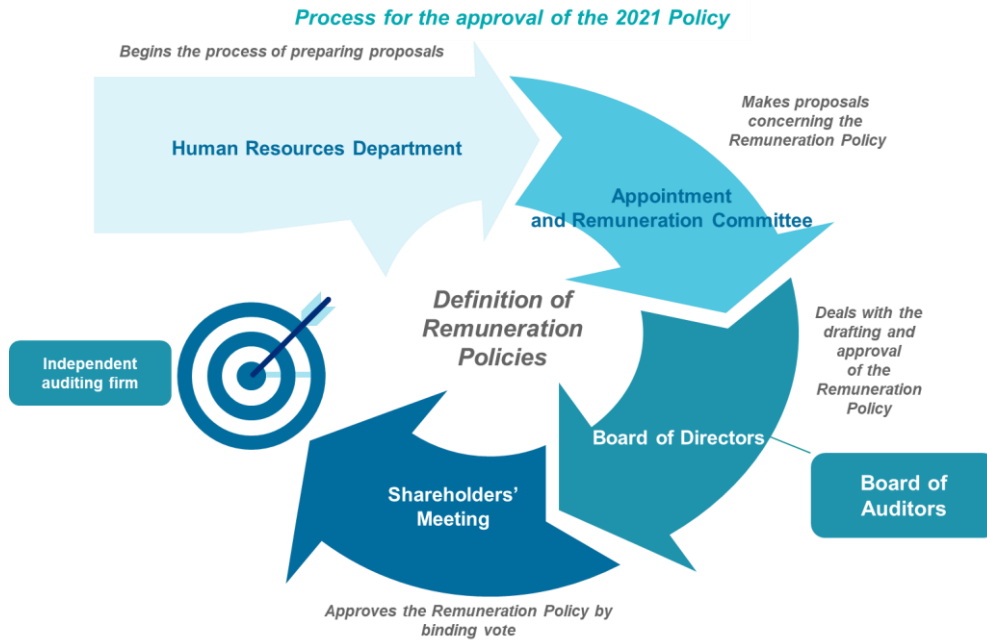 Process for the approval of the 2021 Policy
Begins the process of preparing proposals
Human Resources Department
Makes proposals
concerning the
Remuneration Policy
Appointment
and Remuneration Committee
Definition of
Remuneration
Policies
Deals with the
drafting and
approval
of the
Remuneration
Policy
Independent
auditing firm
Board of Directors
Board of
Auditors
Shareholders’
Meeting
Approves the Remuneration Policy by
binding vote